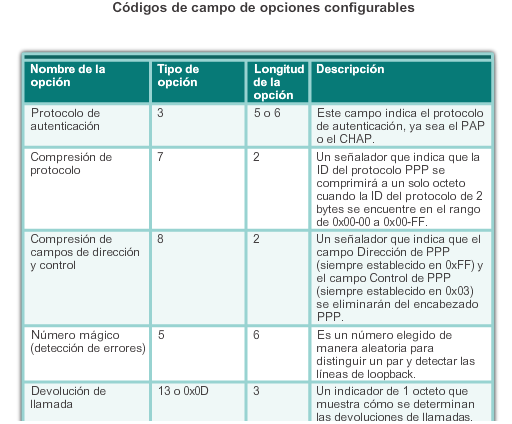 Códigos de campo de opciones configurables
Nombre de la opción
Tipo de opción
Longitud de la opción
Descripción
Protocolo de autenticación
3
5 o 6
Este campo indica el protocolo
de autenticación, ya sea el PAP
o el CHAP.
Compresión de protocolo
7
2
Un señalador que indica que la
ID del protocolo PPP se
comprimirá a un solo octeto
cuando la ID del protocolo de 2
bytes se encuentre en el rango
de 0x00-00 a 0x00-FF.
Compresión de
campos de dirección
y control
8
2
Un señalador que indica que el
campo Dirección de PPP
(siempre establecido en 0xFF) y
el campo Control de PPP
(siempre establecido en 0x03)
se eliminarán del encabezado
PPP.
Número mágico
(detección de errores)
5
6
Es un número elegido de
manera aleatoria para
distinguir un par y detectar las
líneas de loopback.
Devolución de
llamada
13 o 0x0D
3
Un indicador de 1 octeto que
muestra cómo se determinan
las devoluciones de llamadas.